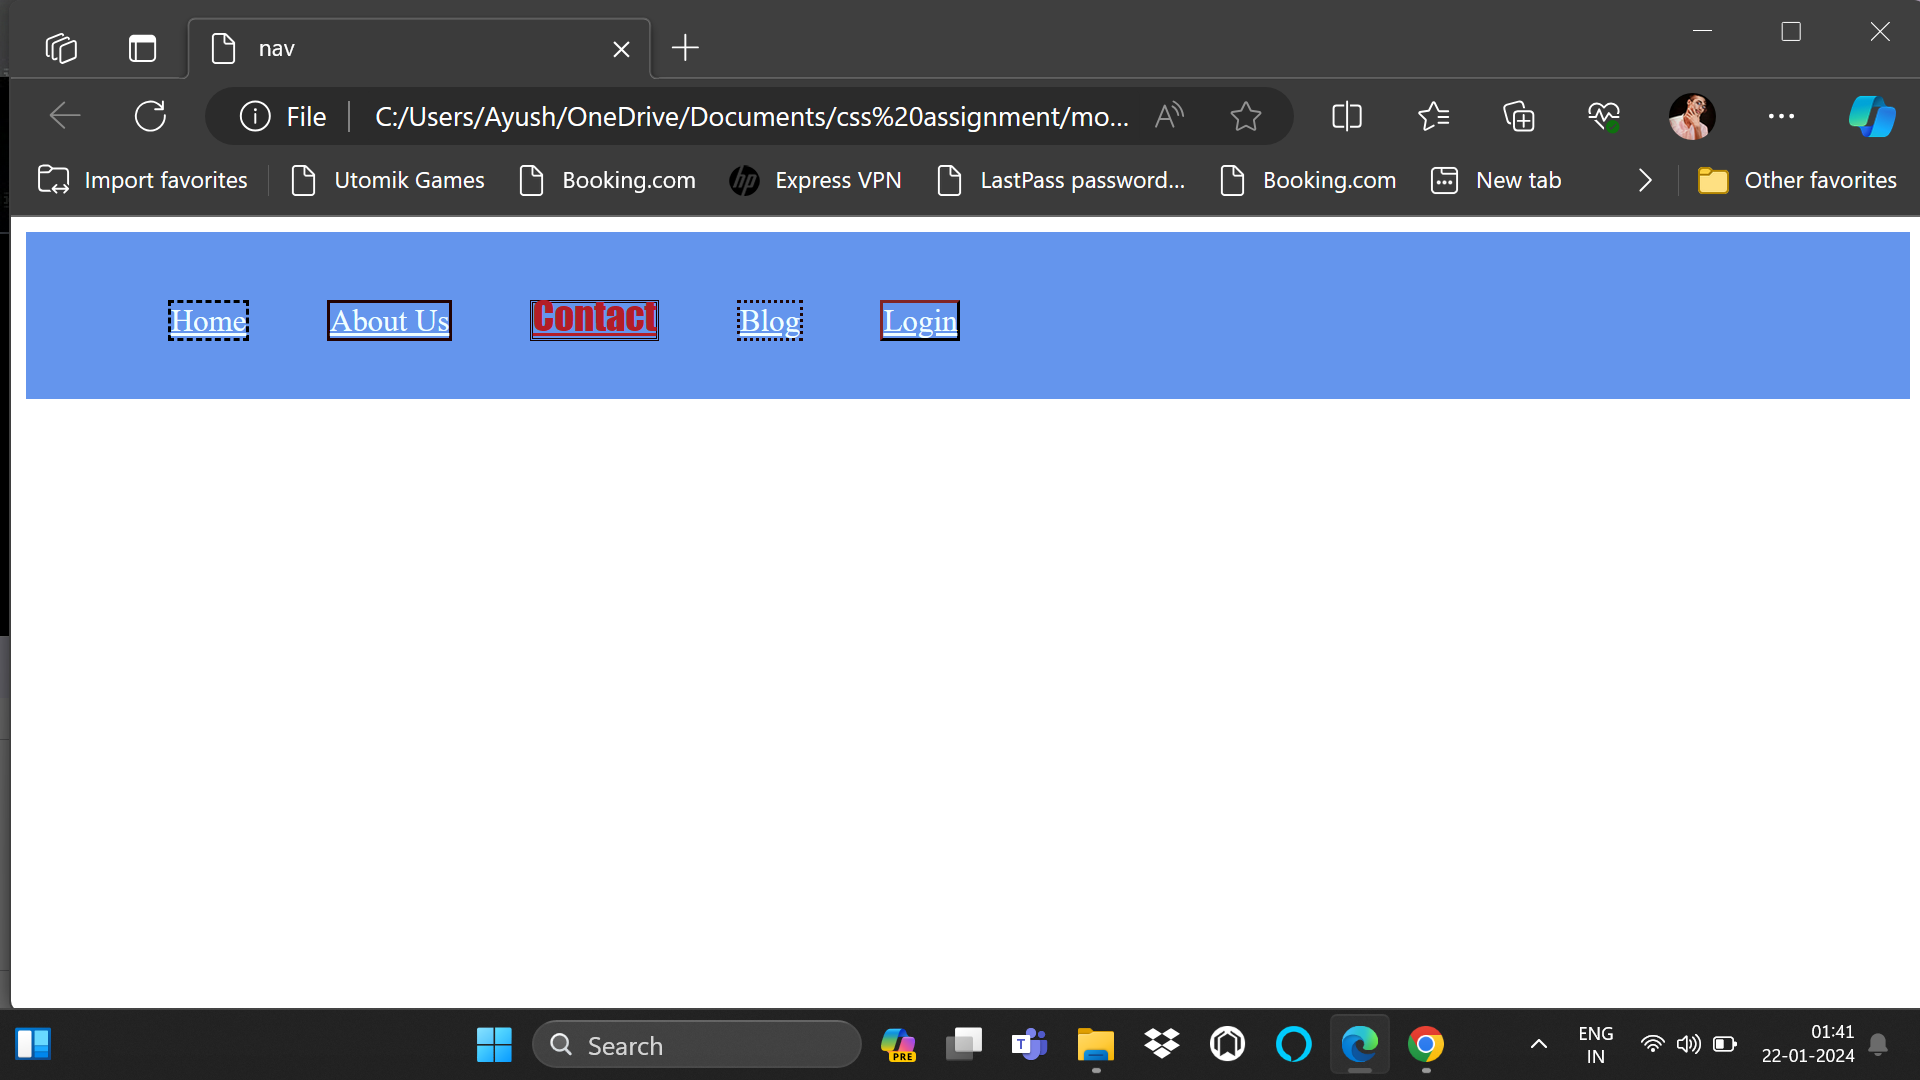 nav
File C:/Users/Ayush/OneDrive/Documents/css%20assignment/mo...
Import favorites Utomik Games Booking.com hp Express VPN LastPass password... Booking.com New tab Other favorites
Home About Us Contact Blog Login
Search PRE T ENG 01:41
IN 22-01-2024